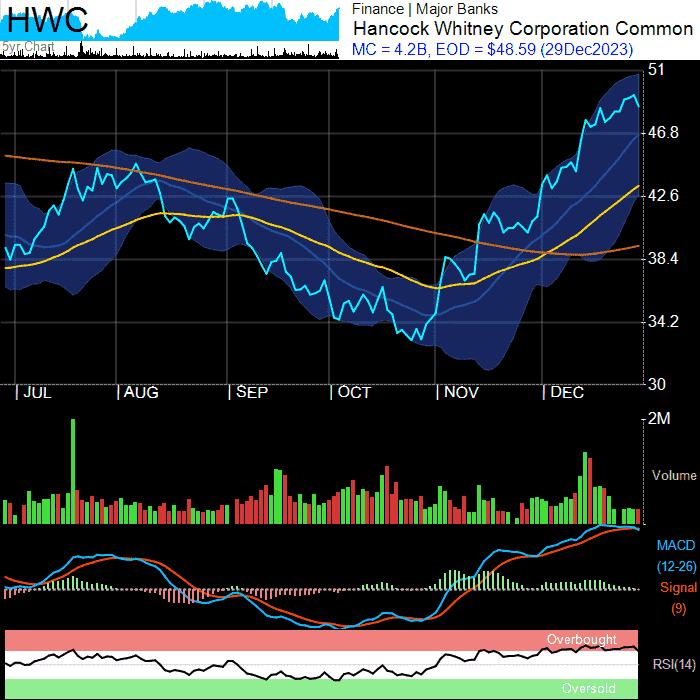 HWC
5yr Chart
Finance | Major Banks
Hancock Whitney Corporation Common
MC = 4.2B, EOD = $48.59 (29Dec2023)
51
46.8
42.6
38.4
34.2
30
| JUL | AUG | SEP | OCT | NOV | DEC
2M
Volume
MACD
(12-26)
Signal
(9)
Overbought
RSI(14)
Oversold